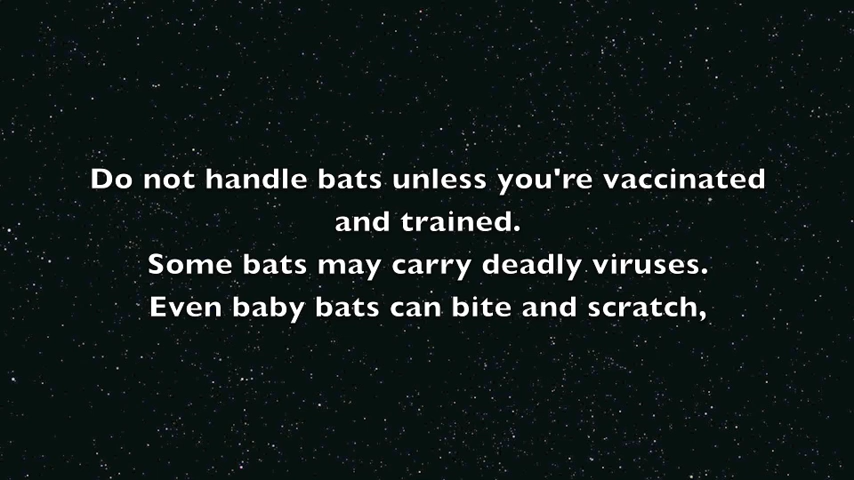 Do not handle bats unless you're vaccinated
and trained.
Some bats may carry deadly viruses.
Even baby bats can bite and scratch,